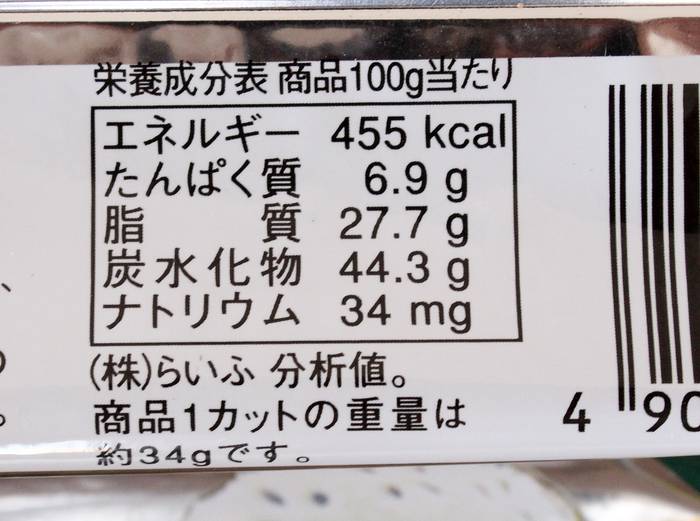 栄養成分表 商品100g当たり
エネルギー 455 kcal
たんぱく質 6.9 g
脂 質 27.7 g
炭水化物 44.3 g
ナトリウム 34 mg
(株)らいふ 分析値。
商品1カットの重量は
約34gです。
4 90